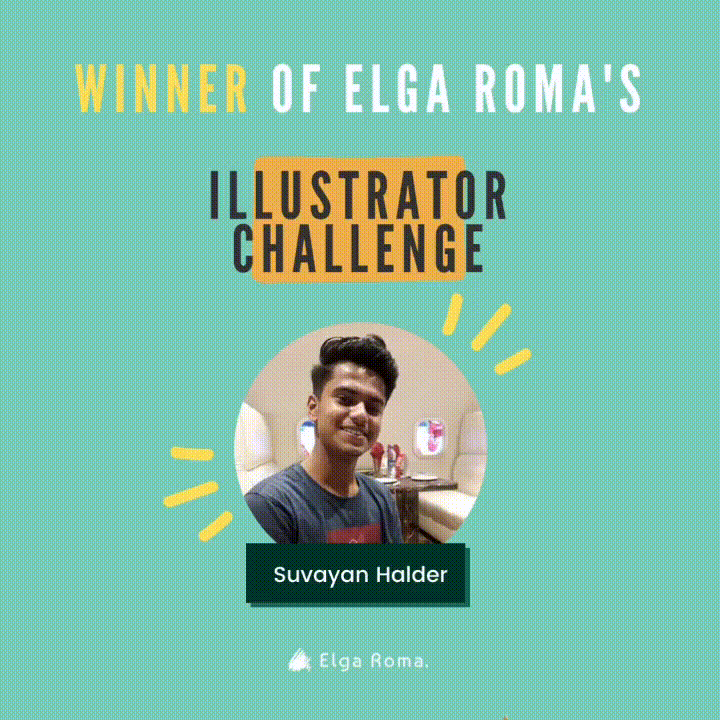 WINNER OF ELGA ROMA'S
ILLUSTRATOR
CHALLENGE
Suvayan Halder
Elga Roma.